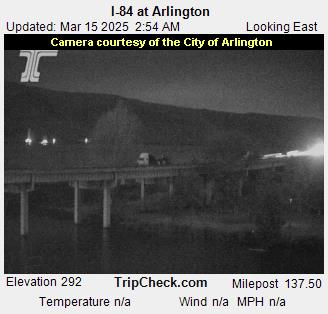 I-84 at Arlington
Updated: Mar 15 2025 2:54 AM Looking East
Camera courtesy of the City of Arlington
Elevation 292 TripCheck.com Milepost 137.50
Temperature n/a Wind n/a MPH n/a